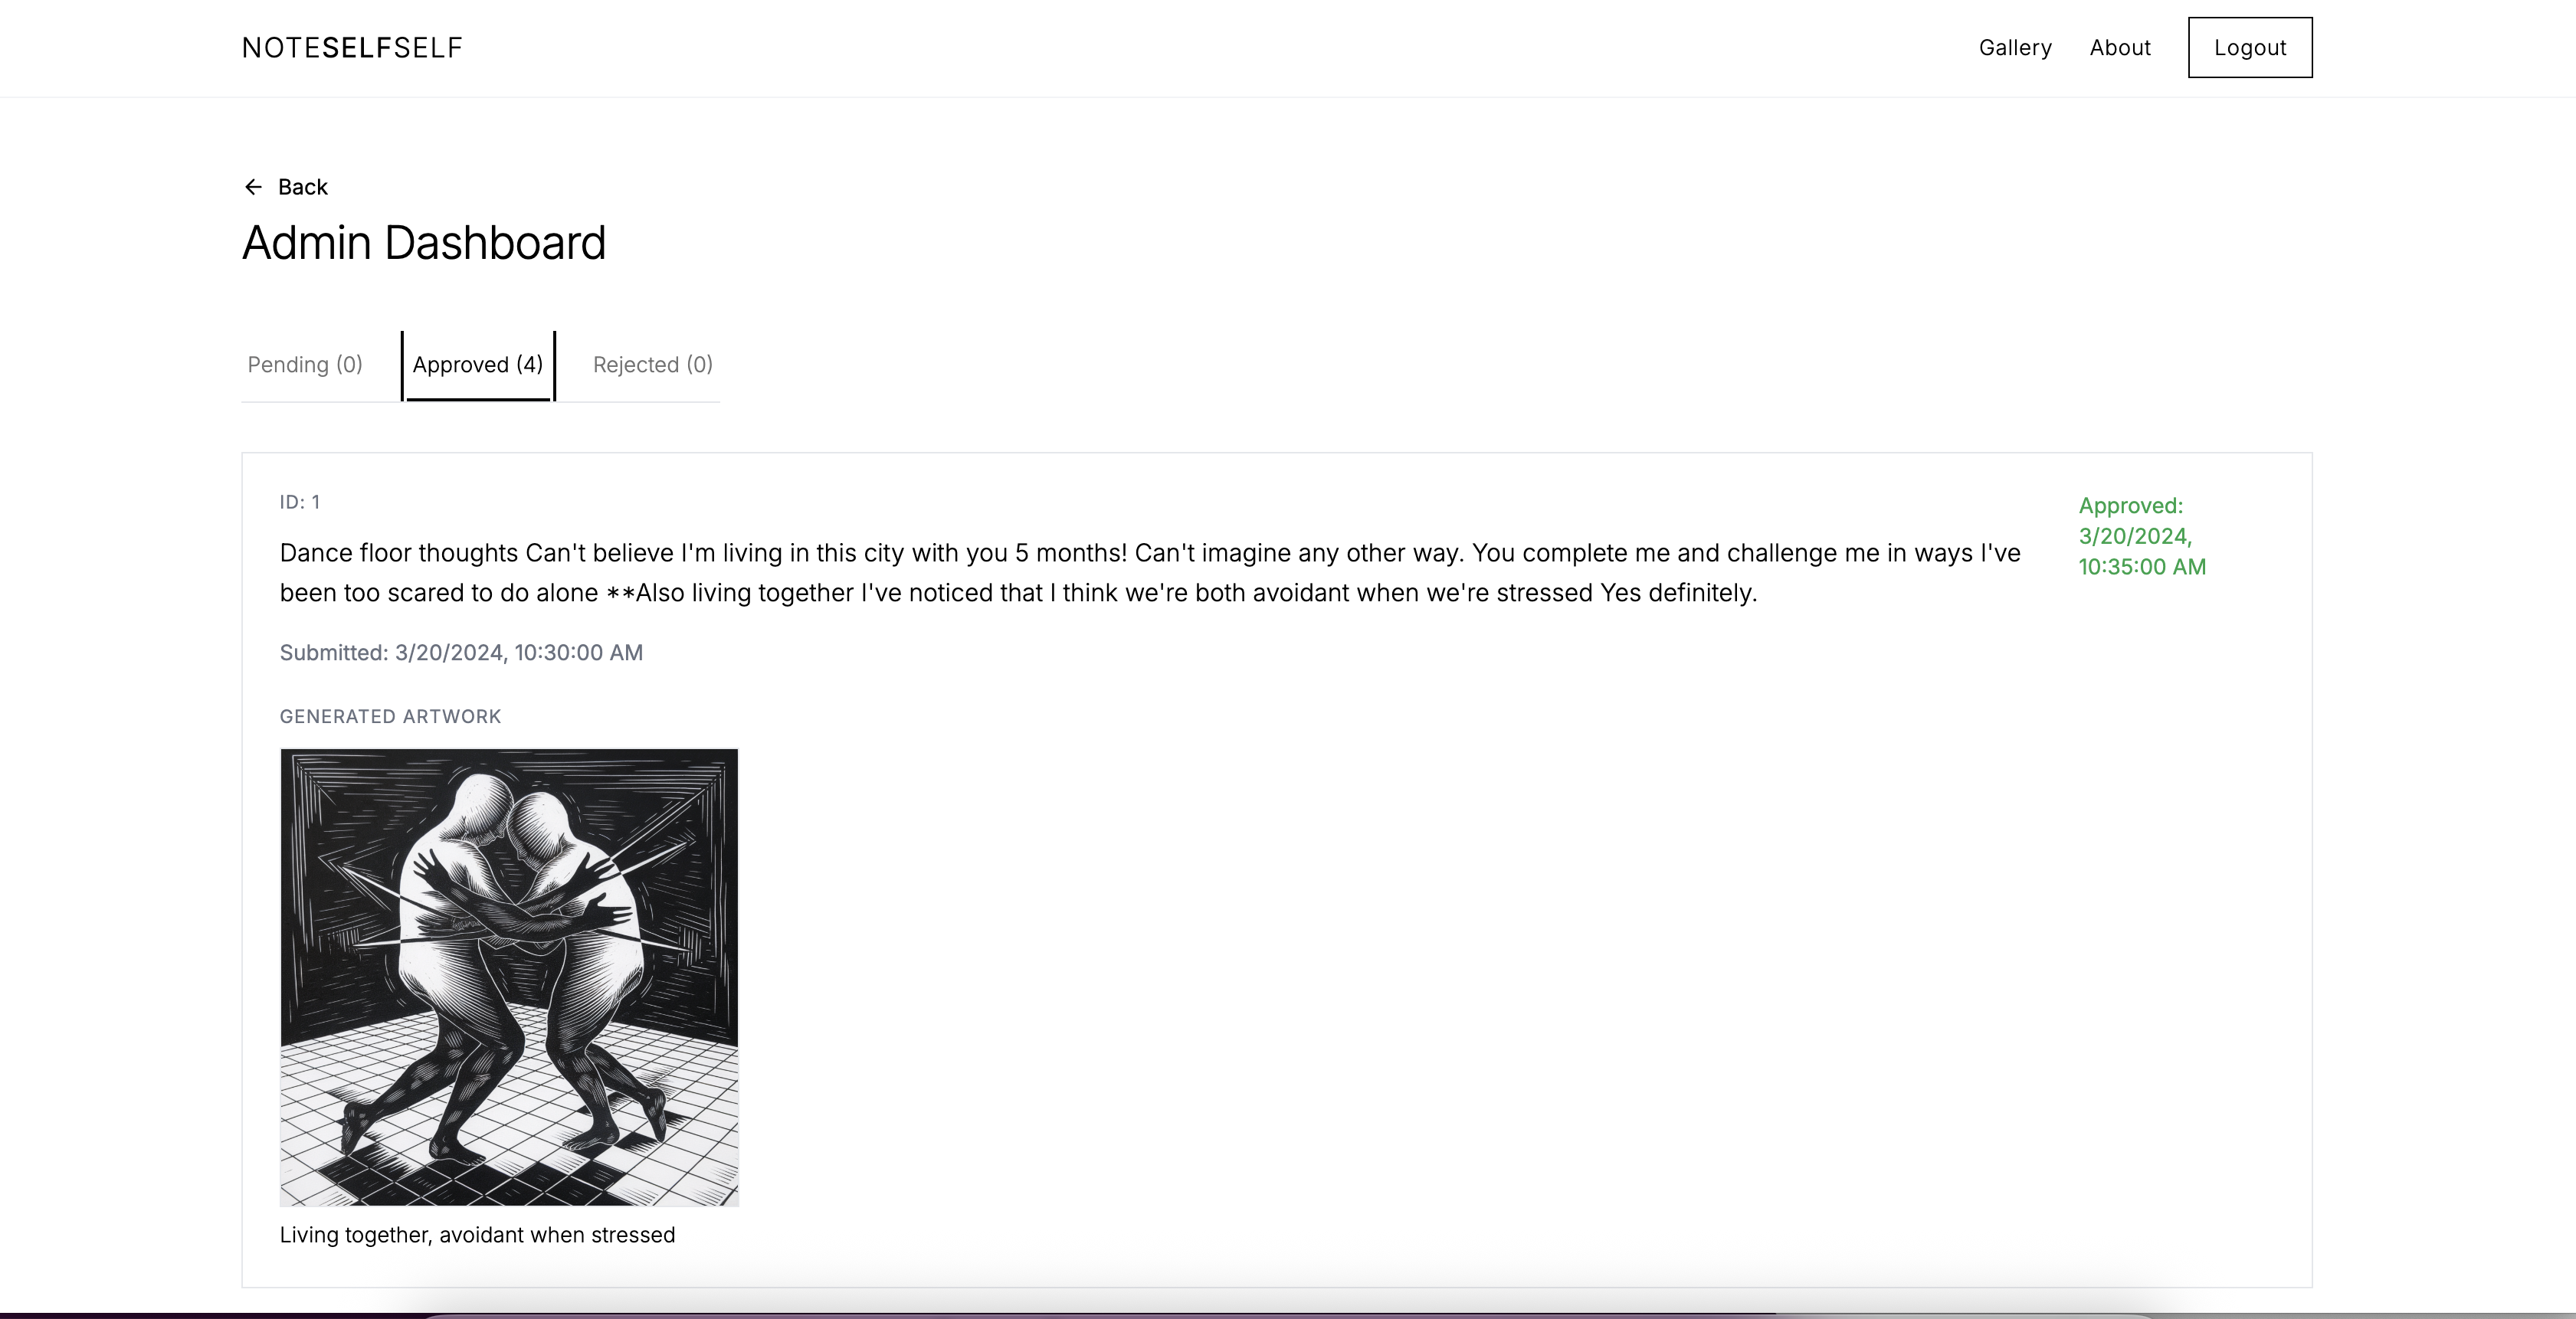 NOTESELFSELF
Gallery
About
Logout
Back
Admin Dashboard
Pending (0)
Approved (4)
Rejected (0)
ID: 1
Dance floor thoughts Can't believe I'm living in this city with you 5 months! Can't imagine any other way. You complete me and challenge me in ways I've
been too scared to do alone **Also living together I've noticed that I think we're both avoidant when we're stressed Yes definitely.
Approved:
3/20/2024,
10:35:00 AM
Submitted: 3/20/2024, 10:30:00 AM
GENERATED ARTWORK
Living together, avoidant when stressed